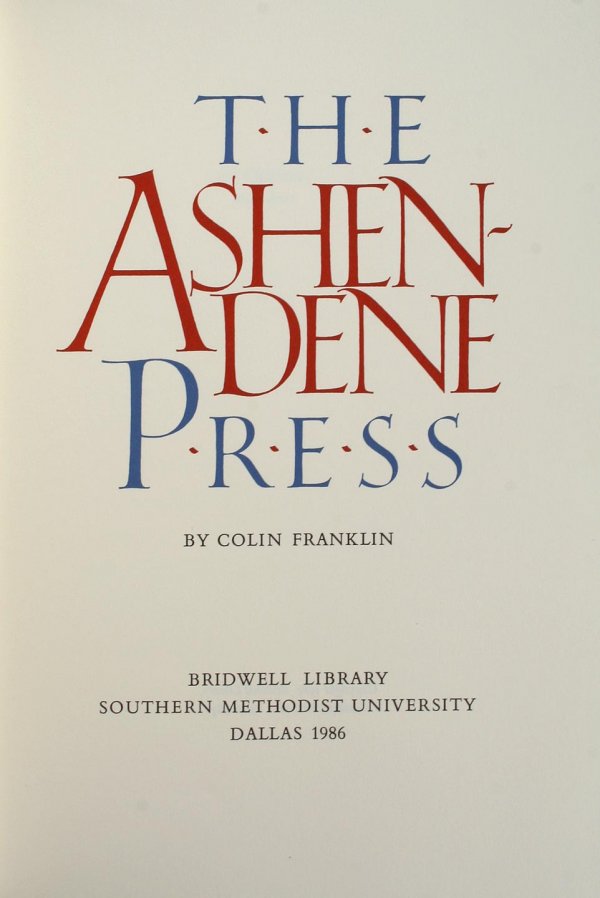 T·H·E
ASHEN-
DENE
P·R·E·S·S
BY COLIN FRANKLIN
BRIDWELL LIBRARY
SOUTHERN METHODIST UNIVERSITY
DALLAS 1986